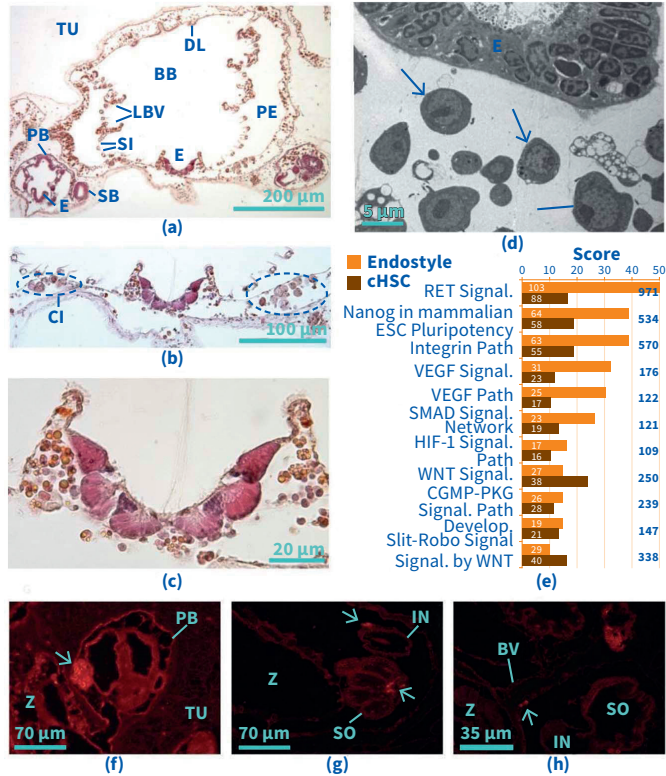 TU
DL
BB
LBV
PE
SI
PB
E
E
SB
200 µm
(a)
E
5 µm
(d)
CI
100 µm
(b)
20 µm
(c)
Score
Endostyle
cHSC
0 10 20 30 40 50
RET Signal. 103 88 971
Nanog in mammalian
ESC Pluripotency 64 58 534
Integrin Path 63 55 570
VEGF Signal. 31 23 176
VEGF Path 25 17 122
SMAD Signal.
Network 23 19 121
HIF-1 Signal.
Path 17 16 109
WNT Signal. 27 38 250
CGMP-PKG
Signal. Path 26 28 239
Develop.
Slit-Robo Signal 19 21 147
Signal. by WNT 29 40 338
(e)
PB
Z
TU
70 µm
(f)
IN
Z
SO
70 µm
(g)
BV
Z
SO
IN
35 µm
(h)